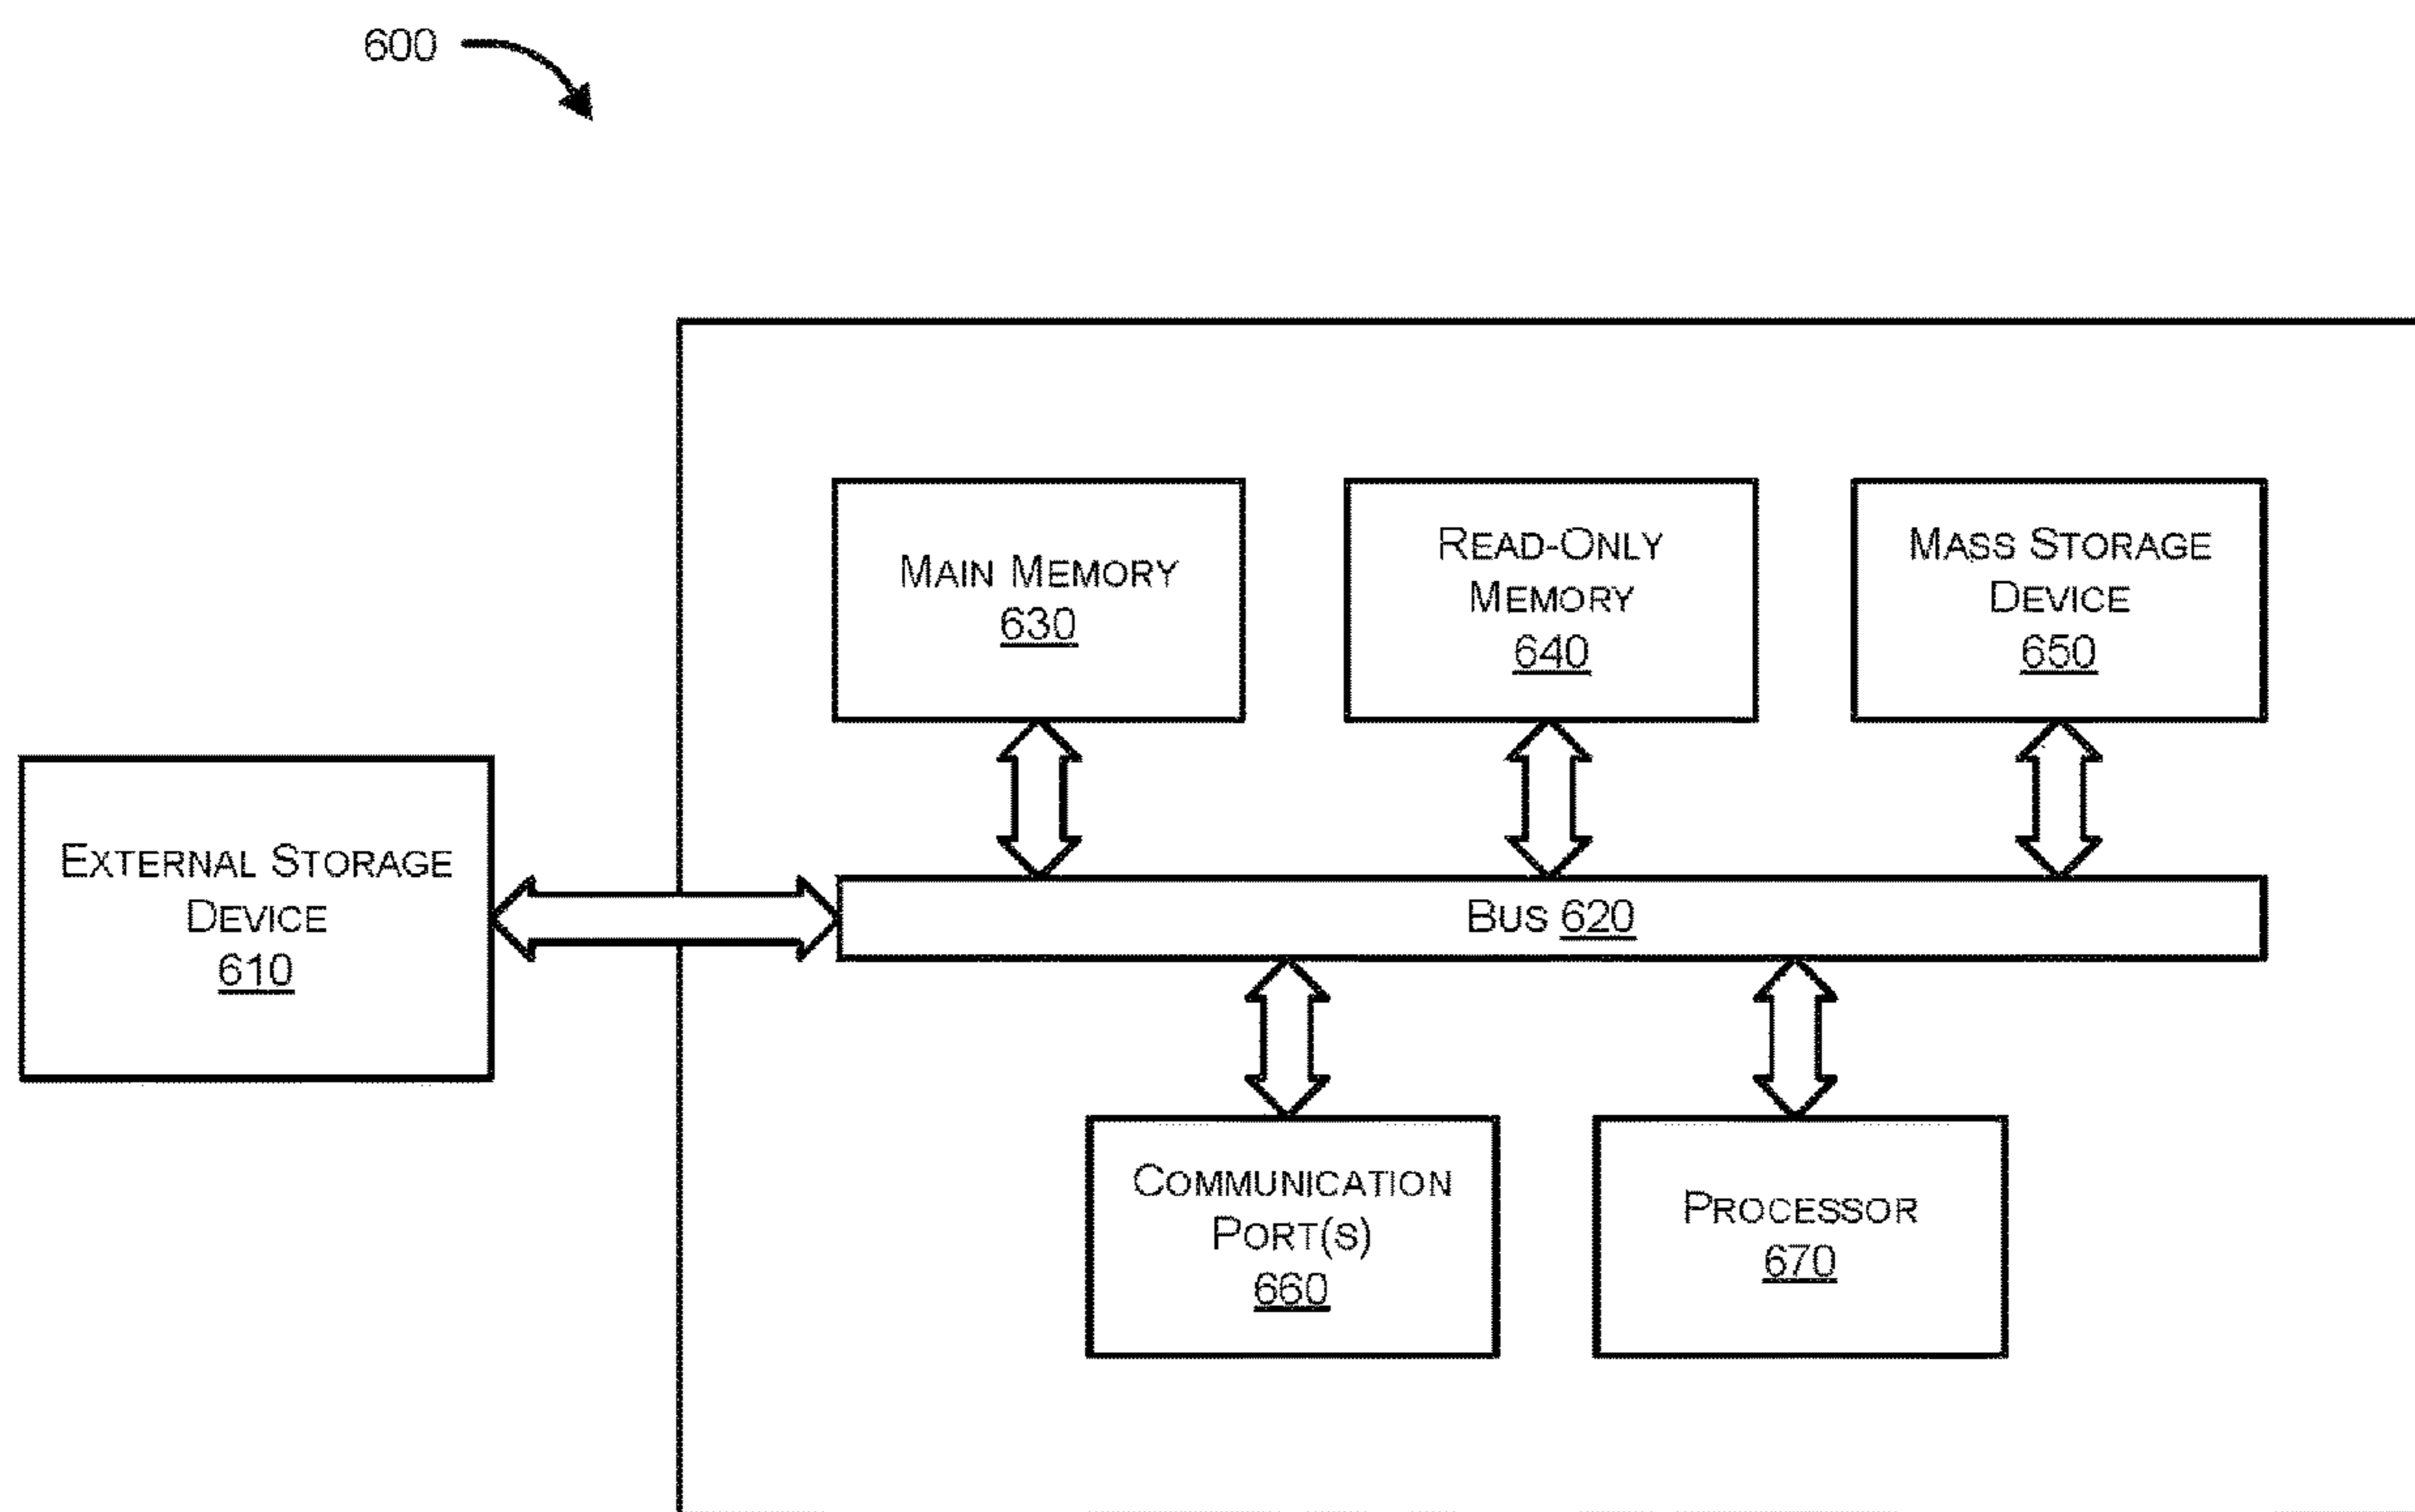 600
MAIN MEMORY
630
READ-ONLY
MEMORY
640
MASS STORAGE
DEVICE
650
EXTERNAL STORAGE
DEVICE
610
BUS 620
COMMUNICATION
PORT(S)
660
PROCESSOR
670